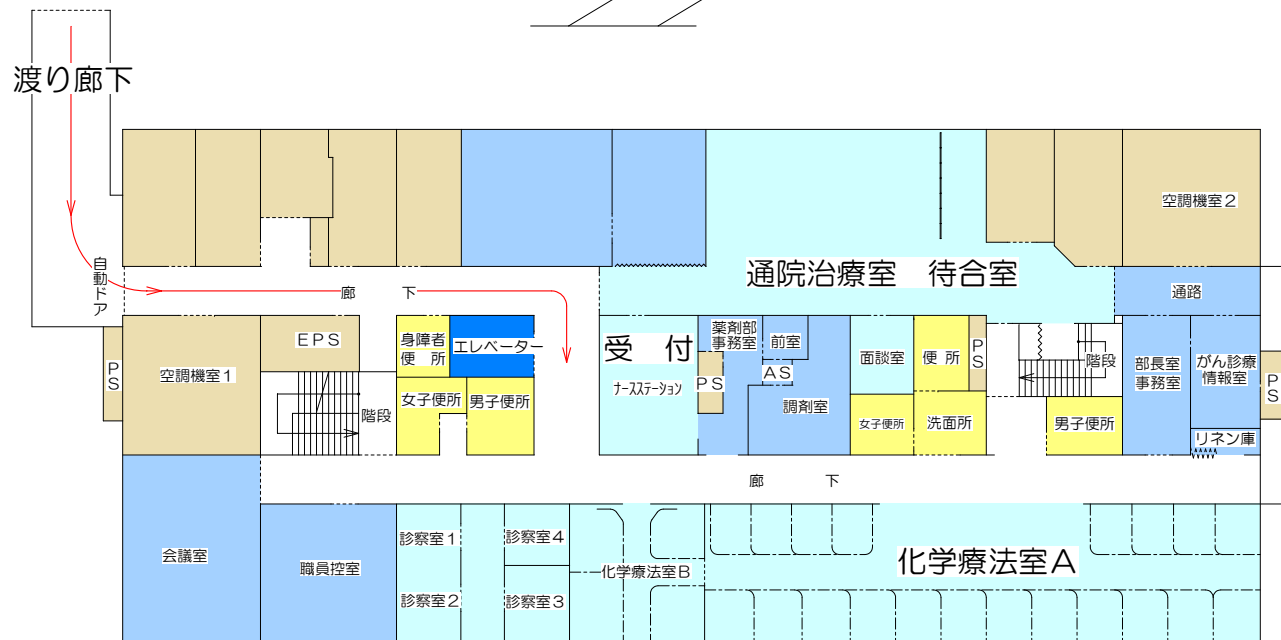 渡り廊下
自動ドア
廊 下
空調機室2
通院治療室 待合室
通路
PS
空調機室1
EPS
階段
身障者
便 所
エレベーター
女子便所
男子便所
受 付
ナースステーション
薬剤部
事務室
PS
前室
AS
調剤室
面談室
女子便所
便 所
PS
洗面所
階段
男子便所
部長室
事務室
がん診療
情報室
リネン庫
PS
廊 下
会議室
職員控室
診察室1
診察室2
診察室4
診察室3
化学療法室B
化学療法室A